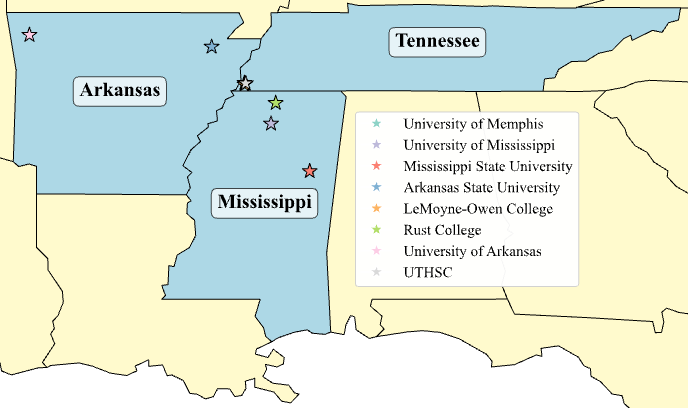 Tennessee
Arkansas
Mississippi
University of Memphis
University of Mississippi
Mississippi State University
Arkansas State University
LeMoyne-Owen College
Rust College
University of Arkansas
UTHSC